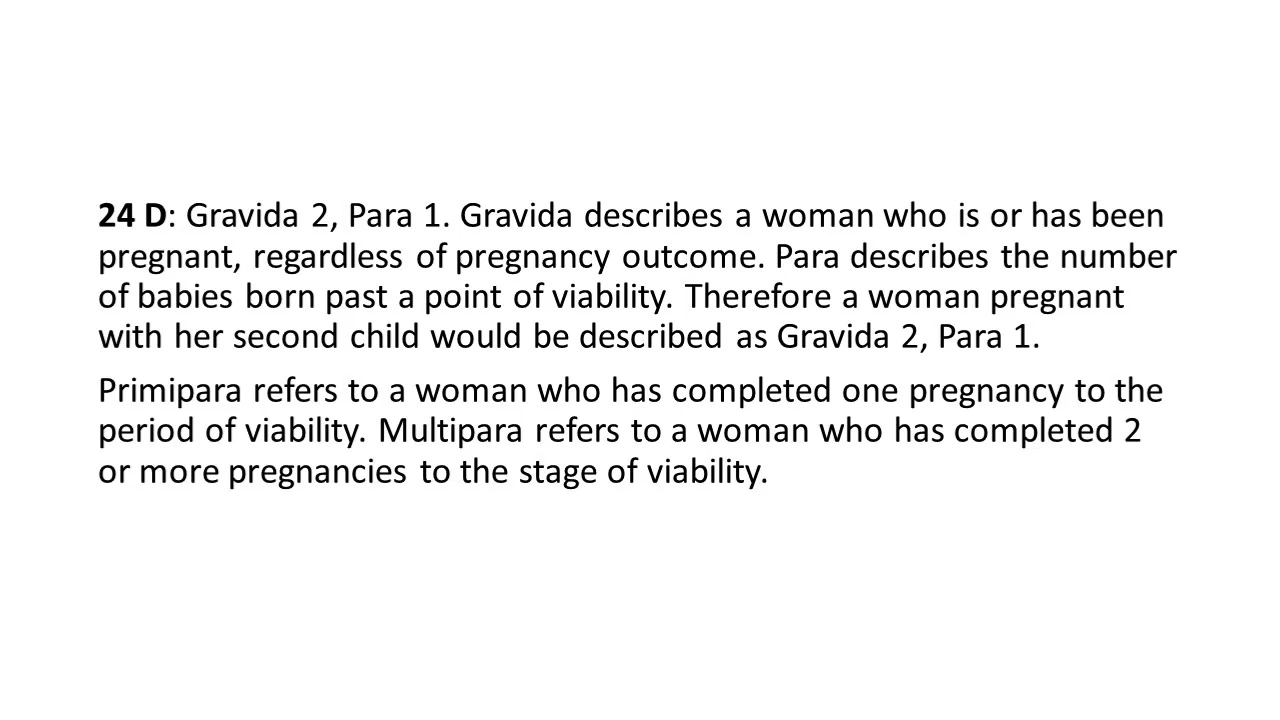 24 D: Gravida 2, Para 1. Gravida describes a woman who is or has been
pregnant, regardless of pregnancy outcome. Para describes the number
of babies born past a point of viability. Therefore a woman pregnant
with her second child would be described as Gravida 2, Para 1.
Primipara refers to a woman who has completed one pregnancy to the
period of viability. Multipara refers to a woman who has completed 2
or more pregnancies to the stage of viability.